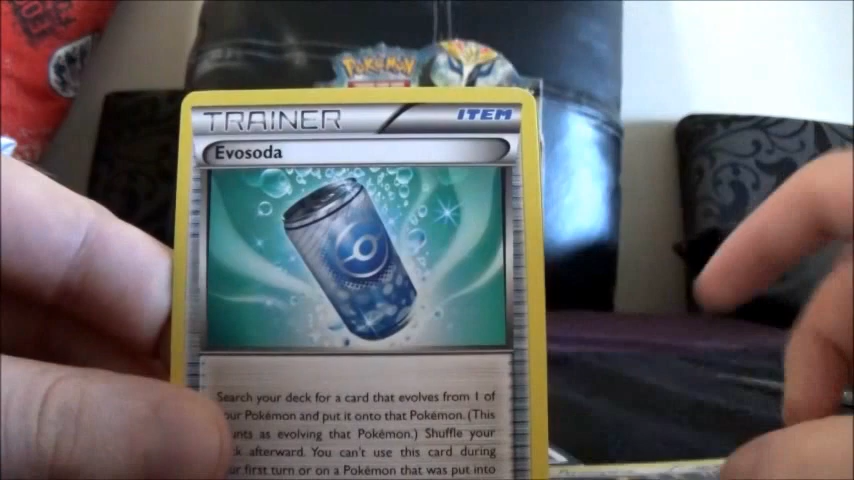 POKéMON
TRAINER
ITEM
Evosoda
Search your deck for a card that evolves from 1 of
Pokémon and put it onto that Pokémon. (This
as evolving that Pokémon.) Shuffle your
afterward. You can't use this card during
first turn or on a Pokémon that was put into